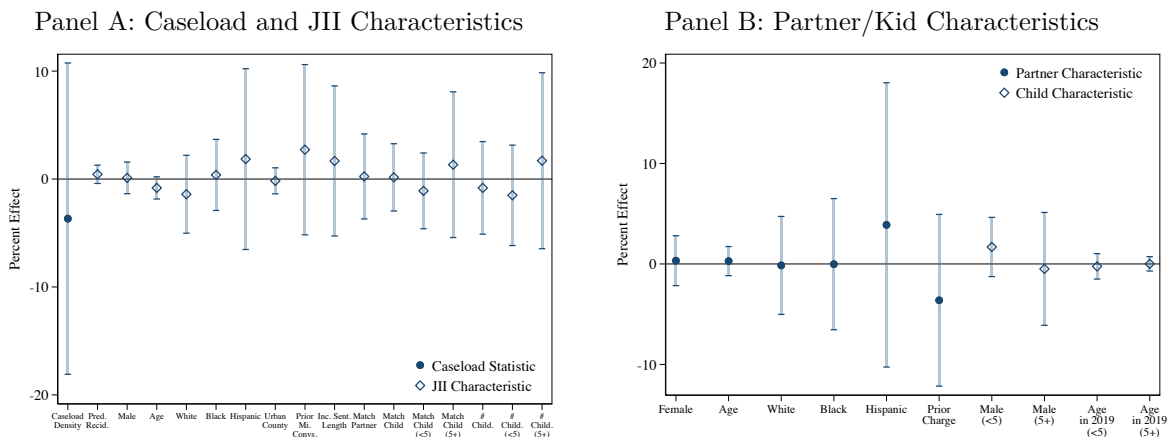 Panel A: Caseload and JII Characteristics
10
0
-10
-20
Percent Effect
Caseload Statistic
JII Characteristic
Caseload Density
Pred. Recid.
Male
Age
White
Black
Hispanic
Urban County
Prior Mi. Convs.
Inc. Sent. Length
Match Partner
Match Child
Match Child (<5)
Match Child (5+)
# Child.
# Child. (<5)
# Child. (5+)
Panel B: Partner/Kid Characteristics
20
10
0
-10
Percent Effect
Partner Characteristic
Child Characteristic
Female
Age
White
Black
Hispanic
Prior Charge
Male (<5)
Male (5+)
Age in 2019 (<5)
Age in 2019 (5+)